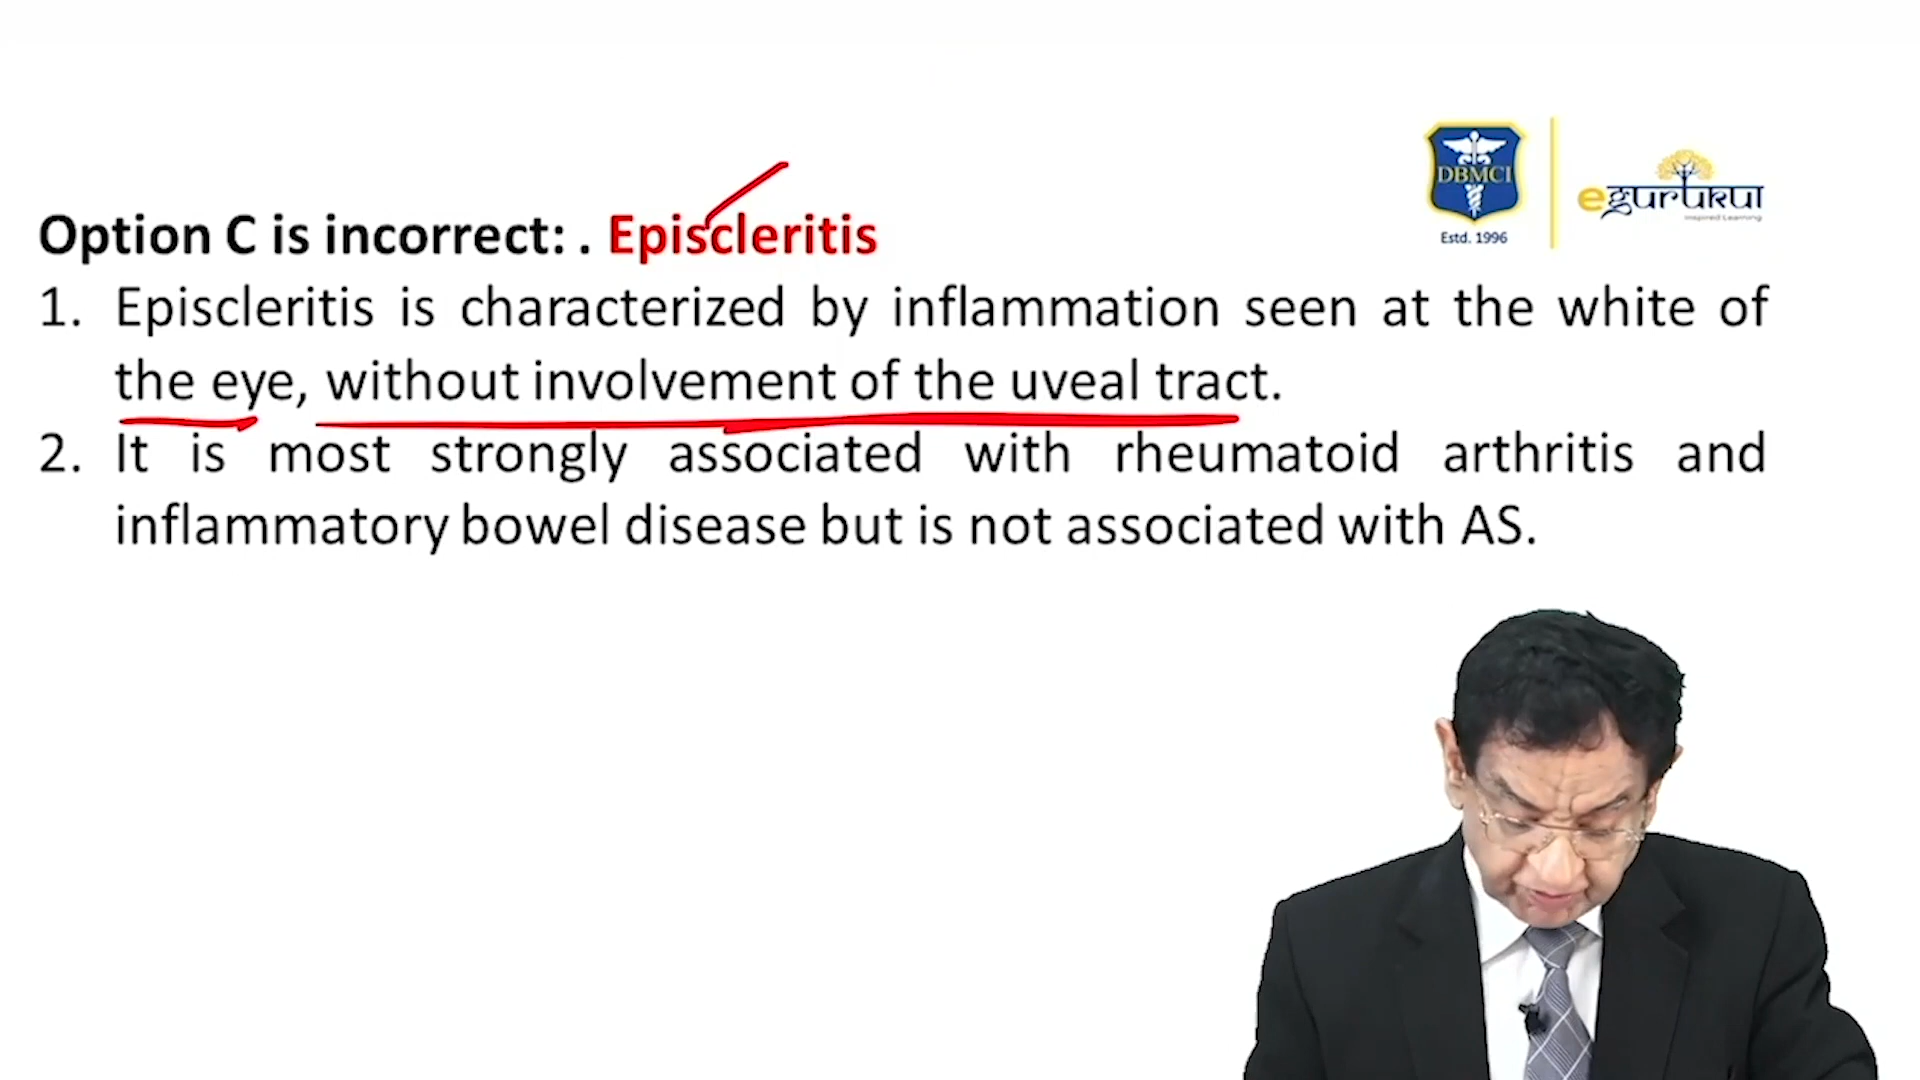 DBMCI
Estd. 1996
egurukul
Inspired Learning
Option C is incorrect: . Episcleritis
1. Episcleritis is characterized by inflammation seen at the white of
the eye, without involvement of the uveal tract.
2. It is most strongly associated with rheumatoid arthritis and
inflammatory bowel disease but is not associated with AS.